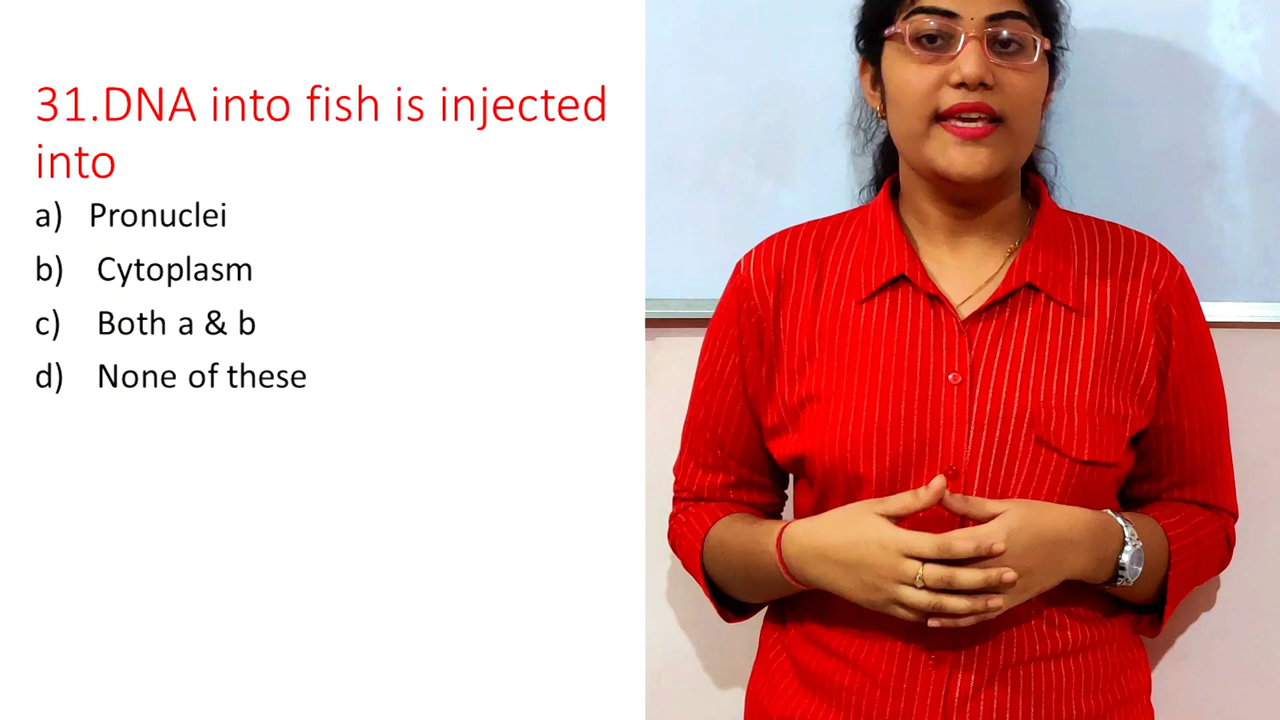 31.DNA into fish is injected
into
a) Pronuclei
b) Cytoplasm
c) Both a & b
d) None of these